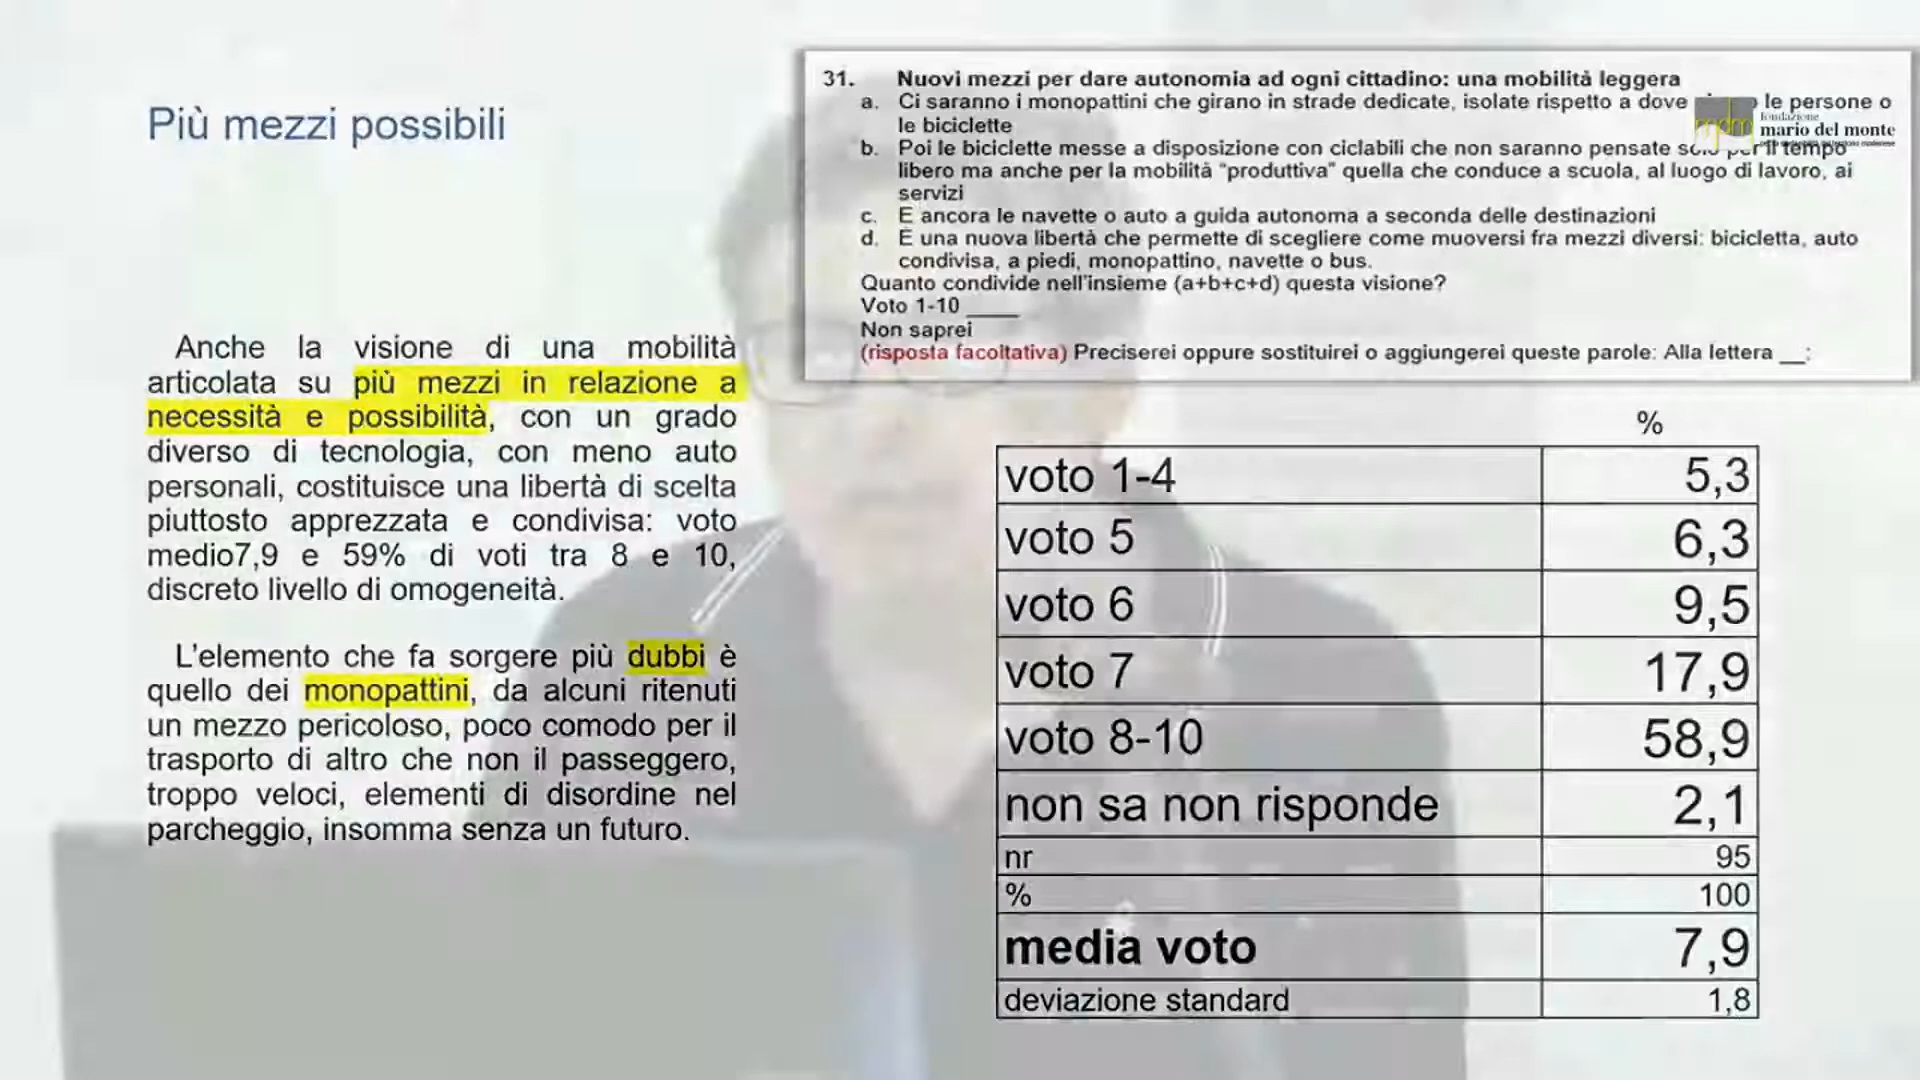 Più mezzi possibili
Anche la visione di una mobilità
articolata su più mezzi in relazione a
necessità e possibilità, con un grado
diverso di tecnologia, con meno auto
personali, costituisce una libertà di scelta
piuttosto apprezzata e condivisa: voto
medio7,9 e 59% di voti tra 8 e 10,
discreto livello di omogeneità.
L'elemento che fa sorgere più dubbi è
quello dei monopattini, da alcuni ritenuti
un mezzo pericoloso, poco comodo per il
trasporto di altro che non il passeggero,
troppo veloci, elementi di disordine nel
parcheggio, insomma senza un futuro.
31. Nuovi mezzi per dare autonomia ad ogni cittadino: una mobilità leggera
a. Ci saranno i monopattini che girano in strade dedicate, isolate rispetto a dove le persone o
le biciclette
b. Poi le biciclette messe a disposizione con ciclabili che non saranno pensate solo per il tempo
libero ma anche per la mobilità "produttiva" quella che conduce a scuola, al luogo di lavoro, ai
servizi
c. E ancora le navette o auto a guida autonoma a seconda delle destinazioni
d. È una nuova libertà che permette di scegliere come muoversi fra mezzi diversi: bicicletta, auto
condivisa, a piedi, monopattino, navette o bus.
Quanto condivide nell'insieme (a+b+c+d) questa visione?
Voto 1-10 ____
Non saprei
(risposta facoltativa) Preciserei oppure sostituirei o aggiungerei queste parole: Alla lettera __:
mdm
fondazione
mario del monte
%
voto 1-4 5,3
voto 5 6,3
voto 6 9,5
voto 7 17,9
voto 8-10 58,9
non sa non risponde 2,1
nr 95
% 100
media voto 7,9
deviazione standard 1,8